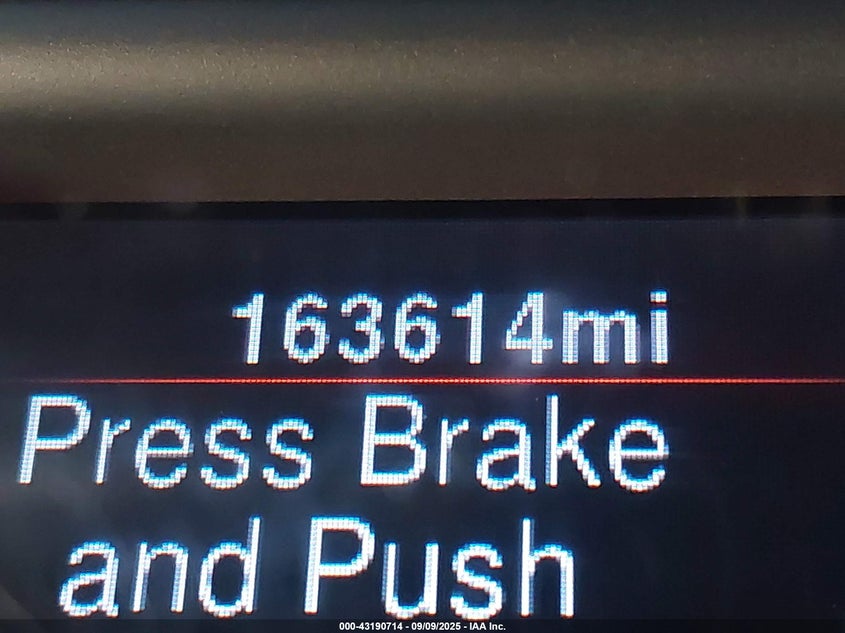 163614mi
Press Brake
and Push
000-43190714 - 09/09/2025 - IAA Inc.